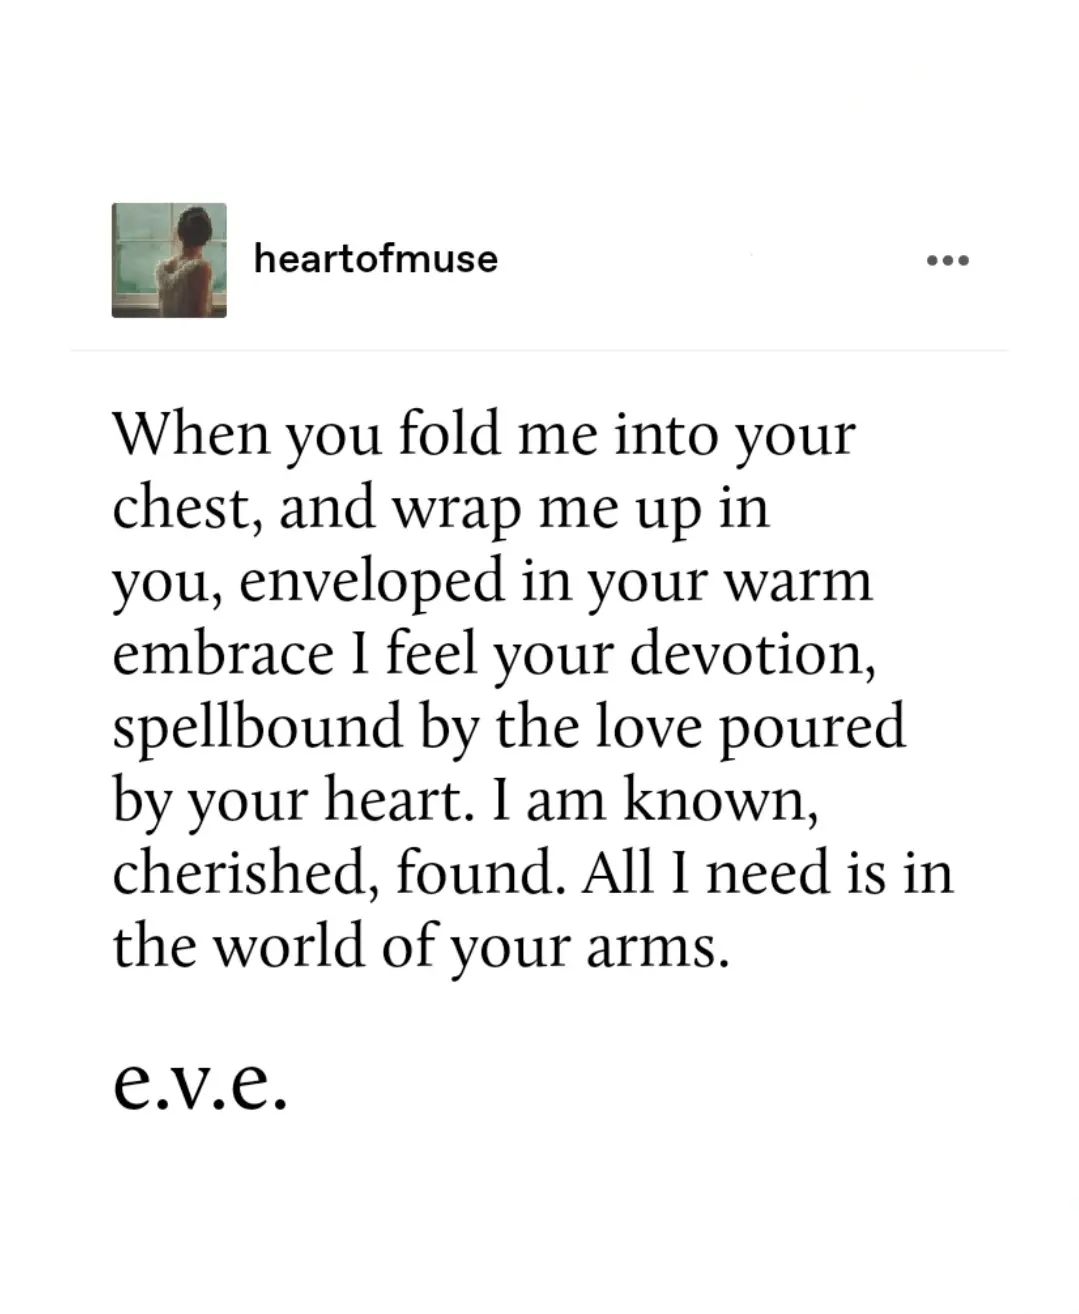 heartofmuse
When you fold me into your
chest, and wrap me up in
you, enveloped in your warm
embrace I feel your devotion,
spellbound by the love poured
by your heart. I am known,
cherished, found. All I need is in
the world of your arms.
e.v.e.